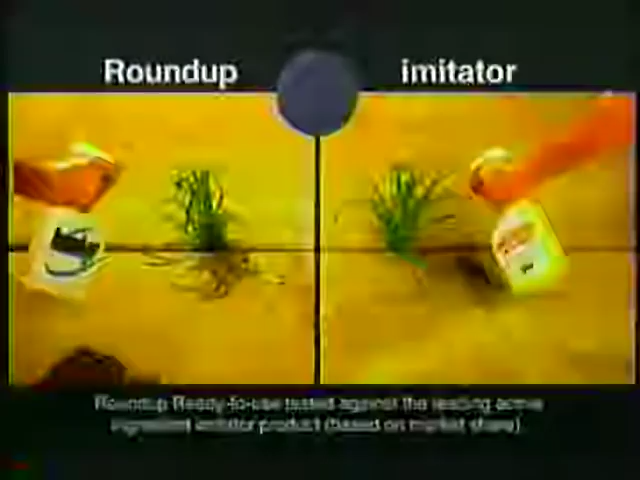 Roundup
imitator
Roundup Ready-to-use tested against the leading active
ingredient imitator product (based on market share)